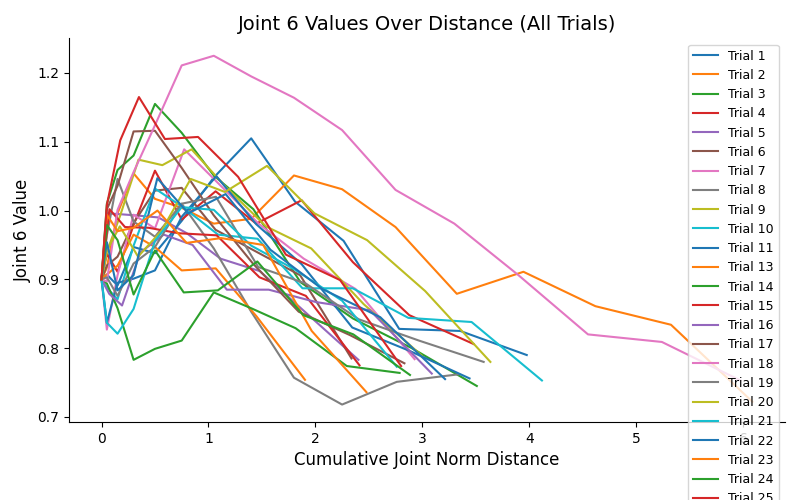 Joint 6 Values Over Distance (All Trials)
Joint 6 Value
1.2
1.1
1.0
0.9
0.8
0.7
0
1
2
3
4
5
6
Cumulative Joint Norm Distance
Trial 1
Trial 2
Trial 3
Trial 4
Trial 5
Trial 6
Trial 7
Trial 8
Trial 9
Trial 10
Trial 11
Trial 13
Trial 14
Trial 15
Trial 16
Trial 17
Trial 18
Trial 19
Trial 20
Trial 21
Trial 22
Trial 23
Trial 24
Trial 25